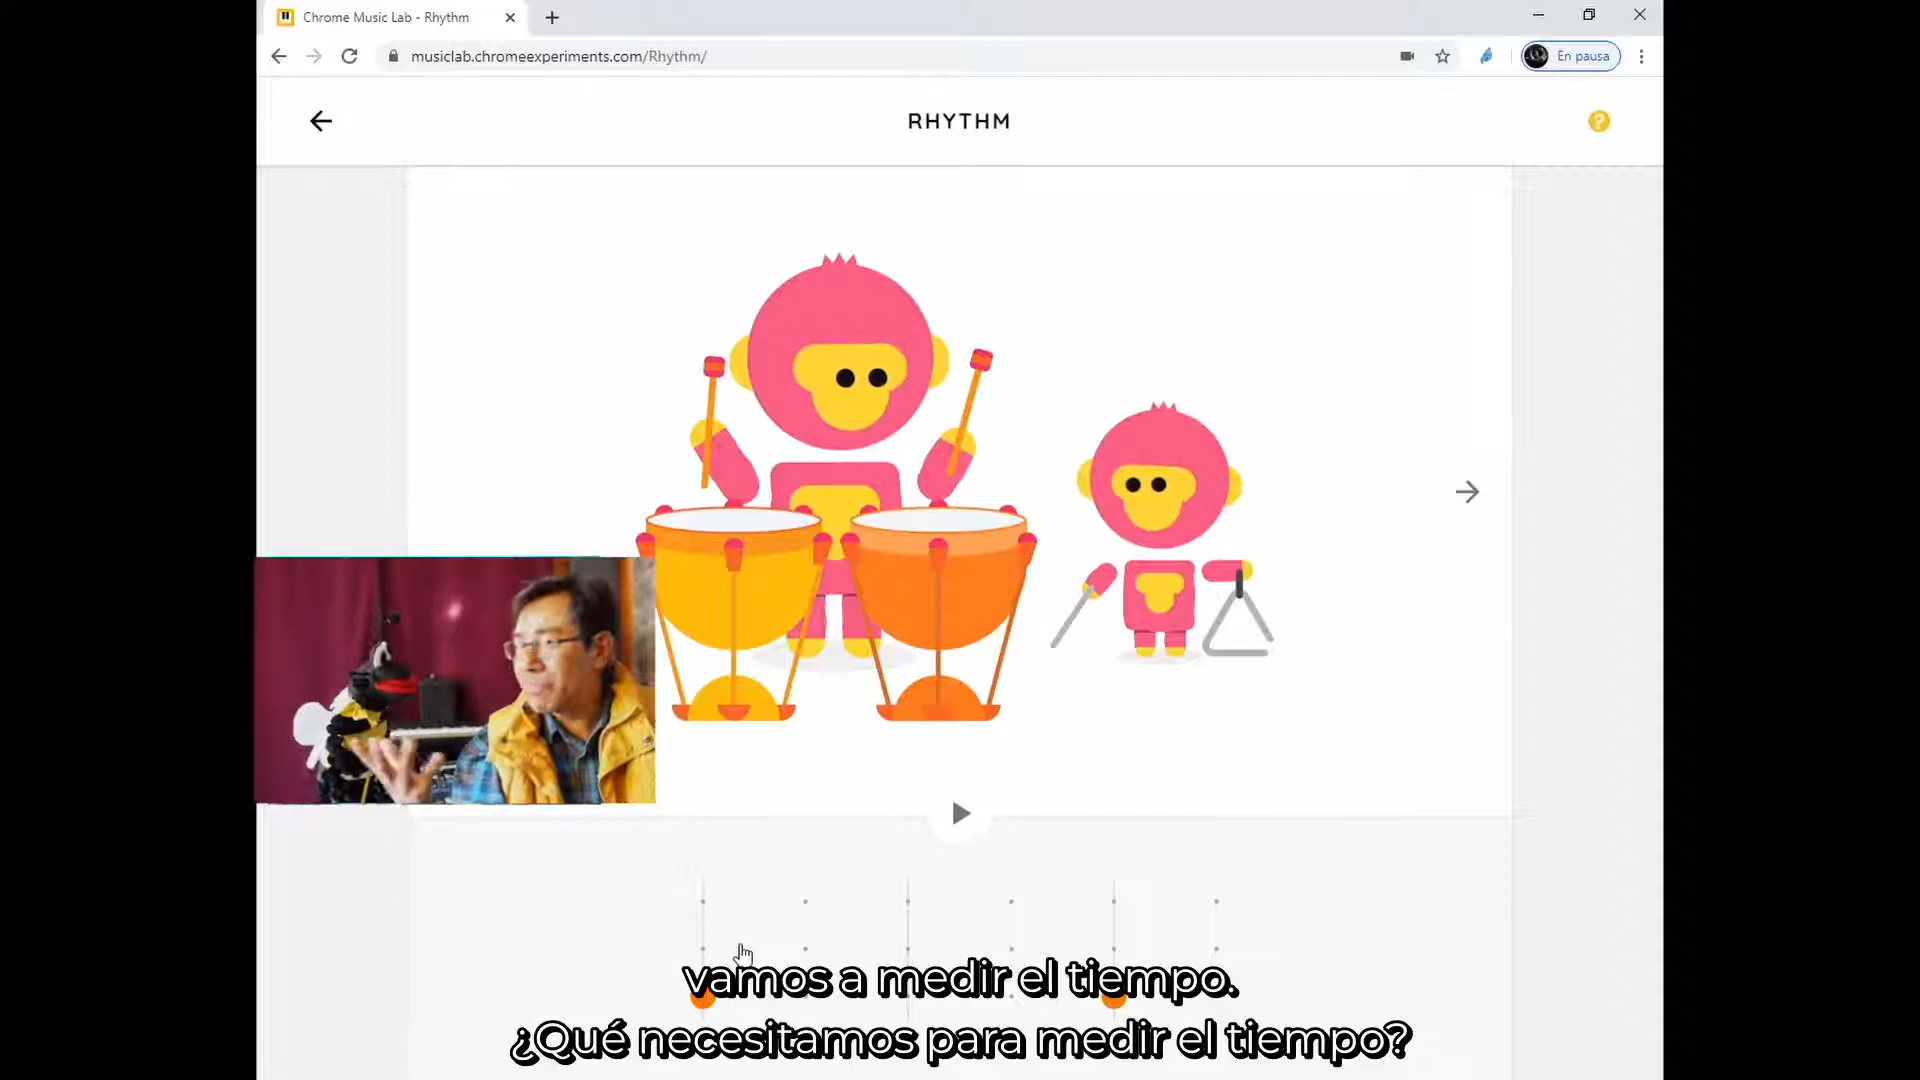 Chrome Music Lab - Rhythm
musiclab.chromeexperiments.com/Rhythm/
En pausa
RHYTHM
?
vamos a medir el tiempo.
¿Qué necesitamos para medir el tiempo?